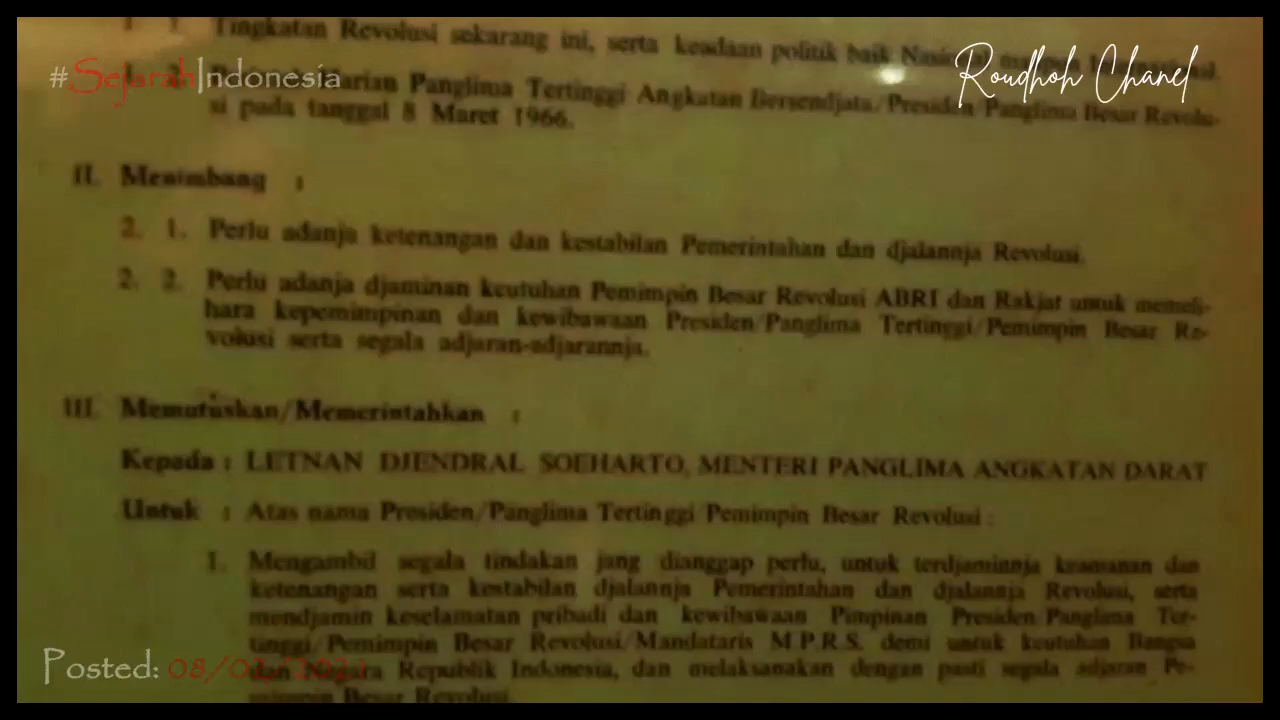 1. 1. Tingkatan Revolusi sekarang ini, serta keadaan politik baik
#SejarahIndonesia
Roudhoh Chanel
Harian Panglima Tertinggi Angkatan Bersendjata/Presiden Panglima Besar Revolu-
si pada tanggal 8 Maret 1966.
II. Menimbang :
2. 1. Perlu adanja ketenangan dan kestabilan Pemerintahan dan djalannja Revolusi.
2. 2. Perlu adanja djaminan keutuhan Pemimpin Besar Revolusi ABRI dan Rakjat untuk memeli-
hara kepemimpinan dan kewibawaan Presiden/Panglima Tertinggi/Pemimpin Besar Re-
volusi serta segala adjaran-adjarannja.
III. Memutuskan/Memerintahkan :
Kepada : LETNAN DJENDRAL SOEHARTO, MENTERI PANGLIMA ANGKATAN DARAT
Untuk : Atas nama Presiden/Panglima Tertinggi/Pemimpin Besar Revolusi :
1. Mengambil segala tindakan jang dianggap perlu, untuk terdjaminnja keamanan dan
ketenangan serta kestabilan djalannja Pemerintahan dan djalannja Revolusi, serta
mendjamin keselamatan pribadi dan kewibawaan Pimpinan Presiden/Panglima Ter-
tinggi/Pemimpin Besar Revolusi/Mandataris M.P.R.S. demi untuk keutuhan Bangsa
Republik Indonesia, dan melaksanakan dengan pasti segala adjaran Pe-
mimpin Besar Revolusi.
Posted: